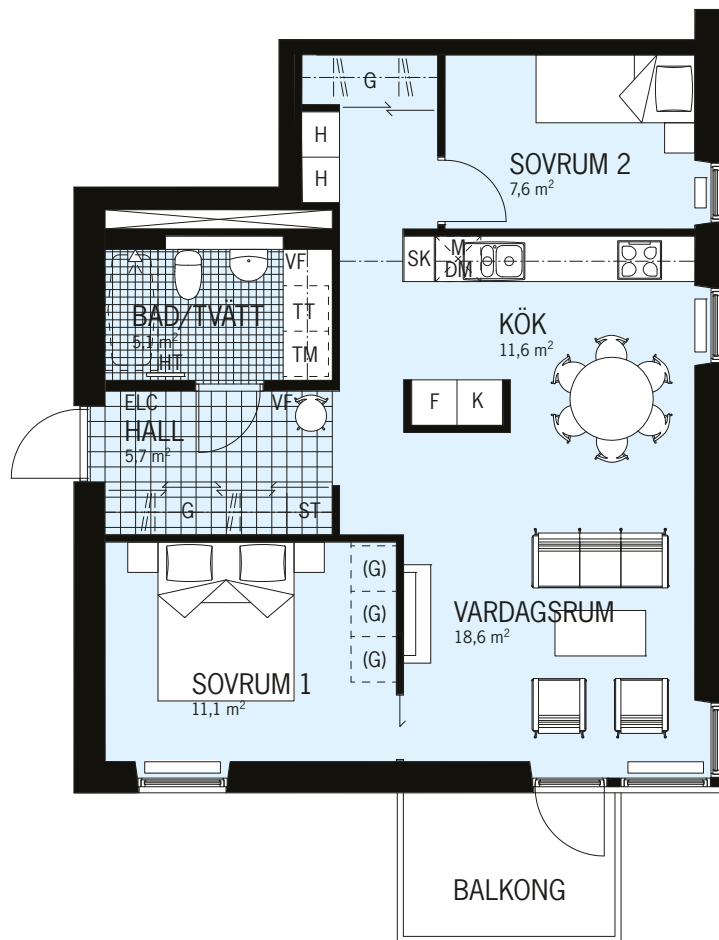 G
H
H
SOVRUM 2
7,6 m²
SK
M
DM
VF
TT
TM
BAD/TVÄTT
5,1 m²
HT
KÖK
11,6 m²
F
K
ELC
VF
HALL
5,7 m²
G
ST
(G)
(G)
(G)
VARDAGSRUM
18,6 m²
SOVRUM 1
11,1 m²
BALKONG